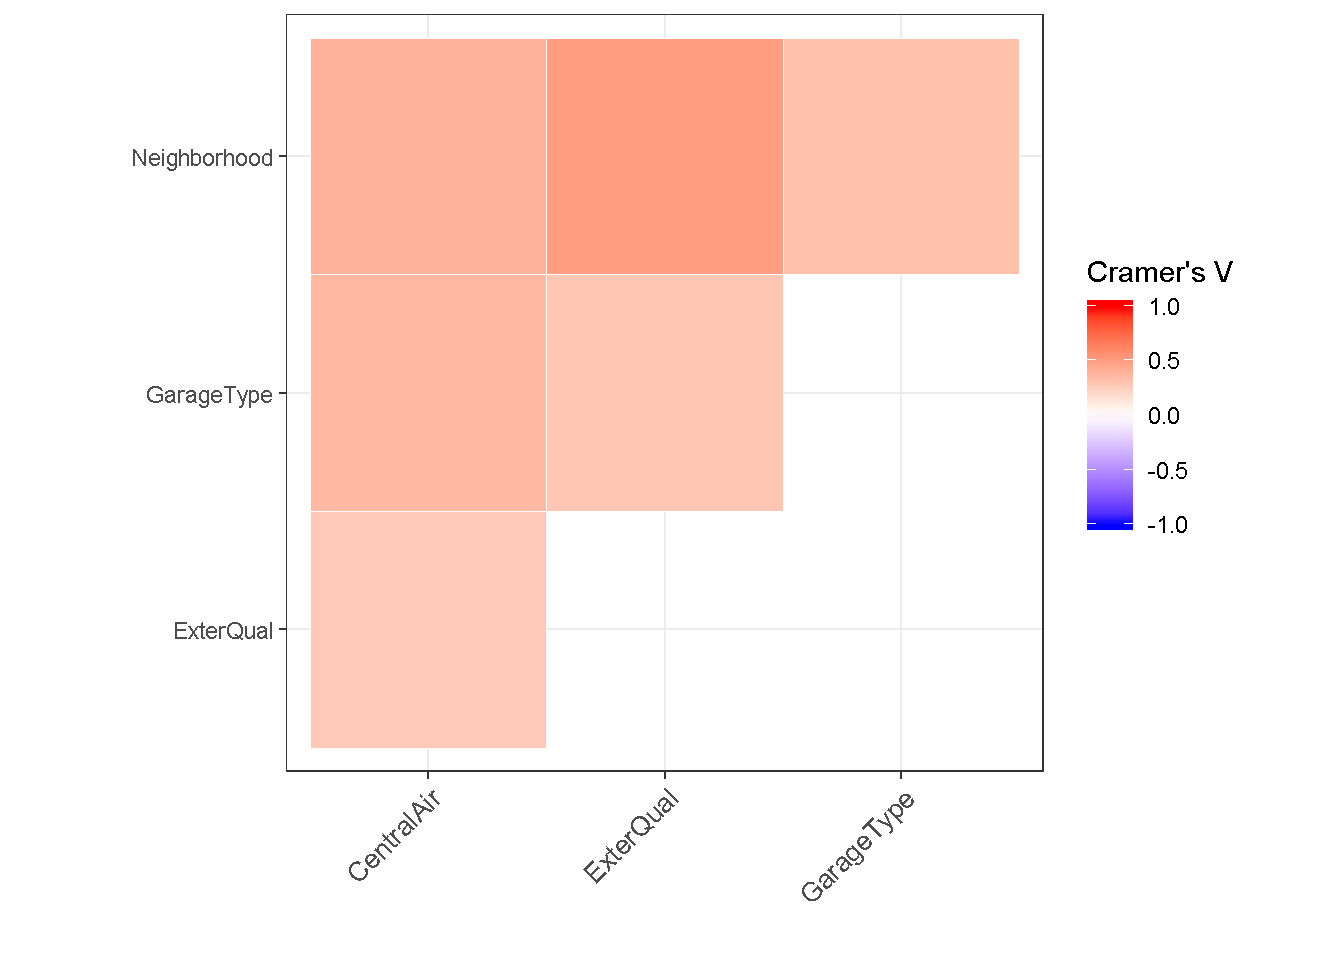 Neighborhood
GarageType
ExterQual
CentralAir
ExterQual
GarageType
Cramer's V
1.0
0.5
0.0
-0.5
-1.0